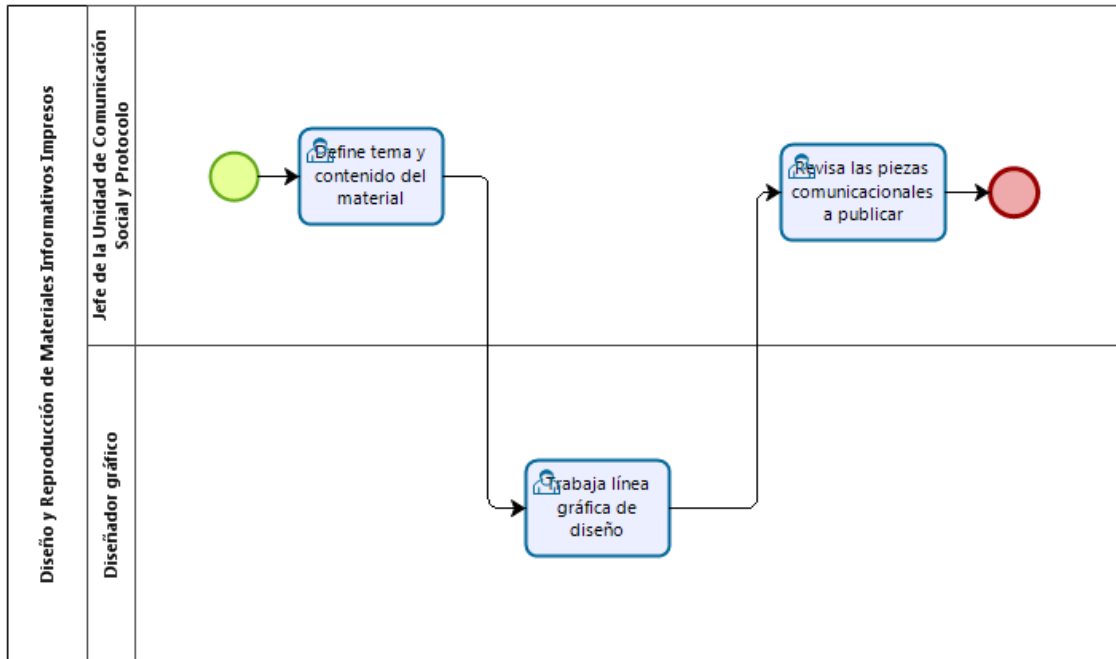 Diseño y Reproducción de Materiales Informativos Impresos
Jefe de la Unidad de Comunicación
Social y Protocolo
Define tema y
contenido del
material
Revisa las piezas
comunicacionales
a publicar
Diseñador gráfico
Trabaja línea
gráfica de
diseño